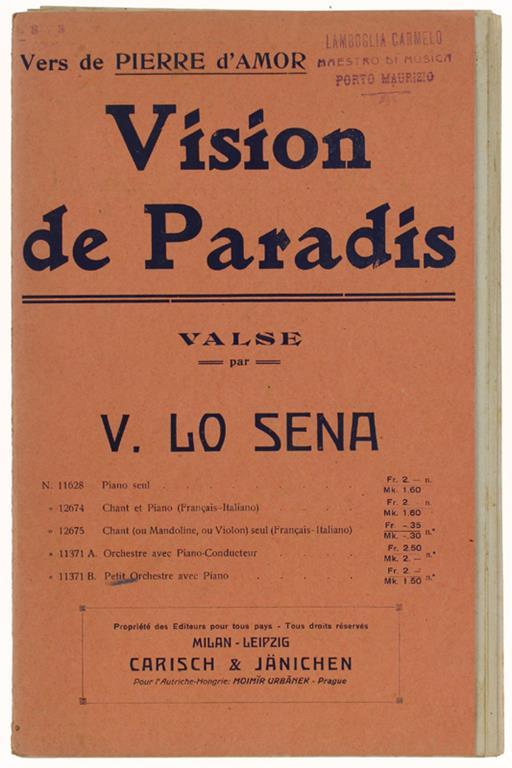 Vers de PIERRE d'AMOR
LAMBOGLIA CARMELO
MAESTRO DI MUSICA
PORTO MAURIZIO
Vision
de Paradis
VALSE
par
V. LO SENA
N. 11628 Piano seul . . . . . . . . . . Fr. 2. — n.
Mk. 1.60
» 12674 Chant et Piano (Français-Italiano) . . . . Fr. 2. — n.
Mk. 1.60
» 12675 Chant (ou Mandoline, ou Violon) seul (Français-Italiano) Fr. -.35
Mk. -.30 n.*
» 11371 A. Orchestre avec Piano-Conducteur . . . . Fr. 2.50
Mk. 2.— n.*
» 11371 B. Petit Orchestre avec Piano . . . . . Fr. 2.—
Mk. 1.50 n.*
Propriété des Editeurs pour tous pays - Tous droits réservés
MILAN - LEIPZIG
CARISCH & JÄNICHEN
Pour l'Autriche-Hongrie: MOIMÍR URBÁNEK - Prague